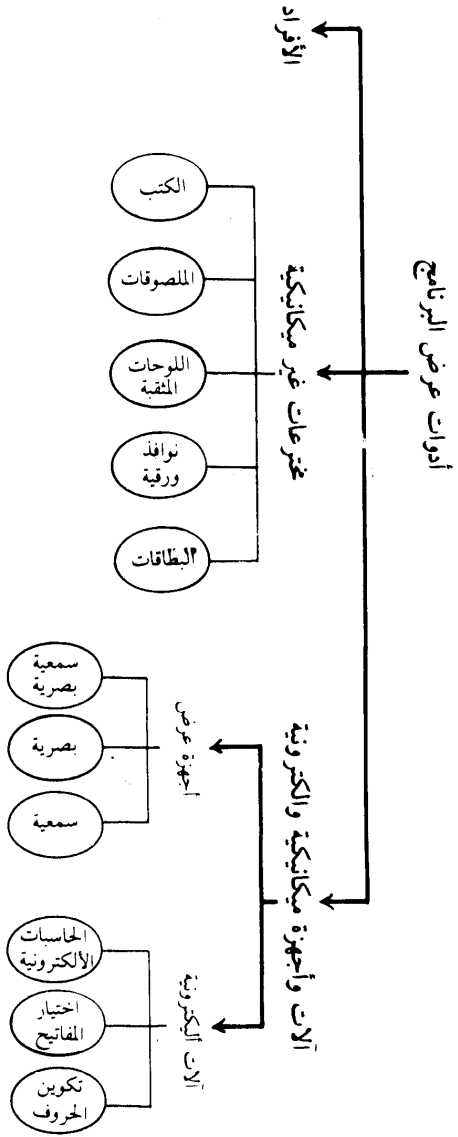 أدوات عرض البرنامج
الأفراد
مخترعات غير ميكانيكية
الكتب
الملصوقات
اللوحات
المثقبة
نوافذ
ورقية
البطاقات
آلات وأجهزة ميكانيكية والكترونية
أجهزة عرض
سمعية
بصرية
بصرية
سمعية
آلات أليكترونية
الحاسبات
الألكترونية
اختيار
المفاتيح
تكوين
الحروف